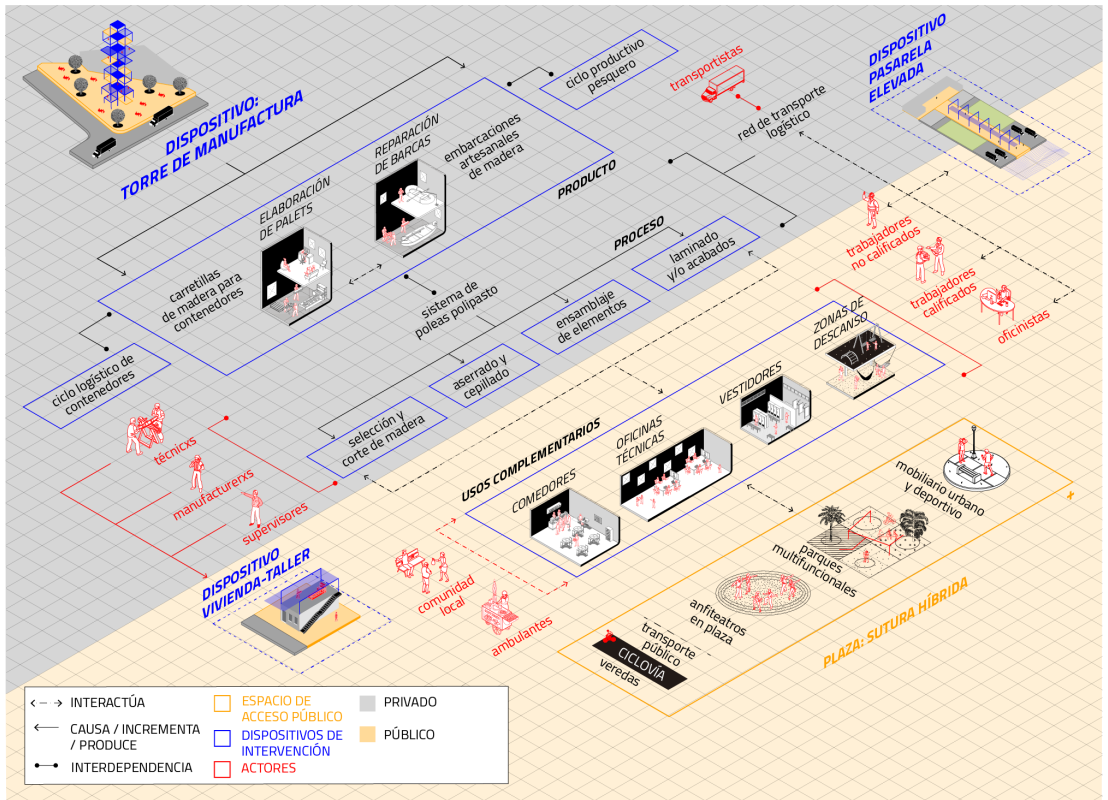 DISPOSITIVO:
TORRE DE MANUFACTURA
ciclo productivo
pesquero
transportistas
DISPOSITIVO
PASARELA
ELEVADA
red de transporte
logístico
REPARACIÓN
DE BARCAS
embarcaciones
artesanales
de madera
ELABORACIÓN
DE PALETS
PRODUCTO
carretillas
de madera para
contenedores
PROCESO
laminado
y/o acabados
trabajadores
no calificados
sistema de
poleas polipasto
ensamblaje
de elementos
trabajadores
calificados
oficinistas
ciclo logístico de
contenedores
aserrado y
cepillado
ZONAS DE
DESCANSO
VESTIDORES
selección y
corte de madera
USOS COMPLEMENTARIOS
OFICINAS
TÉCNICAS
COMEDORES
técnicxs
manufacturerxs
supervisores
mobiliario urbano
y deportivo
parques
multifuncionales
DISPOSITIVO
VIVIENDA-TALLER
comunidad
local
ambulantes
anfiteatros
en plaza
transporte
público
CICLOVÍA
veredas
PLAZA: SUTURA HÍBRIDA
INTERACTÚA
CAUSA / INCREMENTA
/ PRODUCE
INTERDEPENDENCIA
ESPACIO DE
ACCESO PÚBLICO
DISPOSITIVOS DE
INTERVENCIÓN
ACTORES
PRIVADO
PÚBLICO